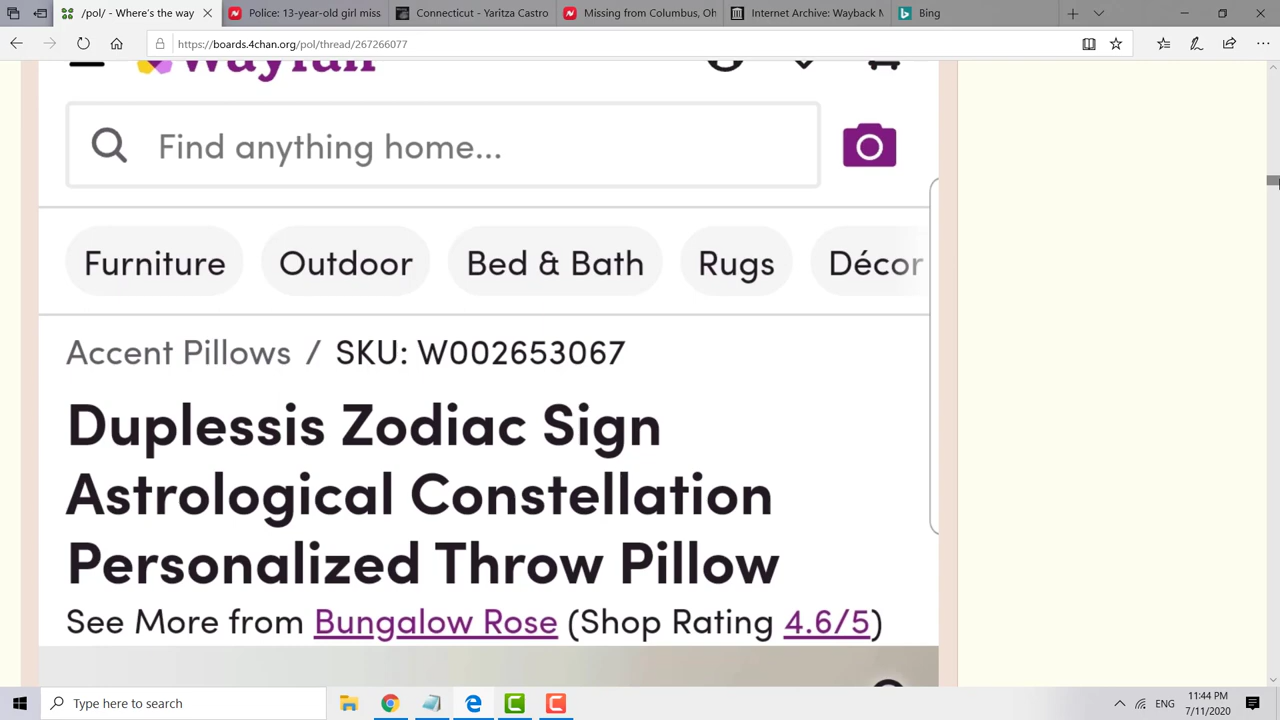 /pol/ - Where's the way
Police: 13-year-old girl mis
Connecticut - Yaritza Castro
Missing from Columbus, Oh
Internet Archive: Wayback M
Bing
https://boards.4chan.org/pol/thread/267266077
wayfair
Find anything home...
Furniture
Outdoor
Bed & Bath
Rugs
Décor
Accent Pillows / SKU: W002653067
Duplessis Zodiac Sign
Astrological Constellation
Personalized Throw Pillow
See More from Bungalow Rose (Shop Rating 4.6/5)
Type here to search
ENG
11:44 PM
7/11/2020